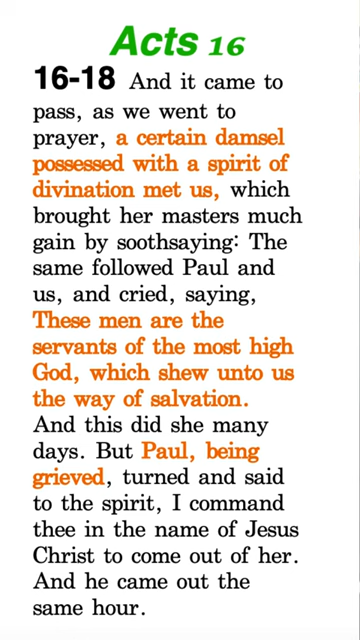 Acts 16
16-18 And it came to
pass, as we went to
prayer, a certain damsel
possessed with a spirit of
divination met us, which
brought her masters much
gain by soothsaying: The
same followed Paul and
us, and cried, saying,
These men are the
servants of the most high
God, which shew unto us
the way of salvation.
And this did she many
days. But Paul, being
grieved, turned and said
to the spirit, I command
thee in the name of Jesus
Christ to come out of her.
And he came out the
same hour.